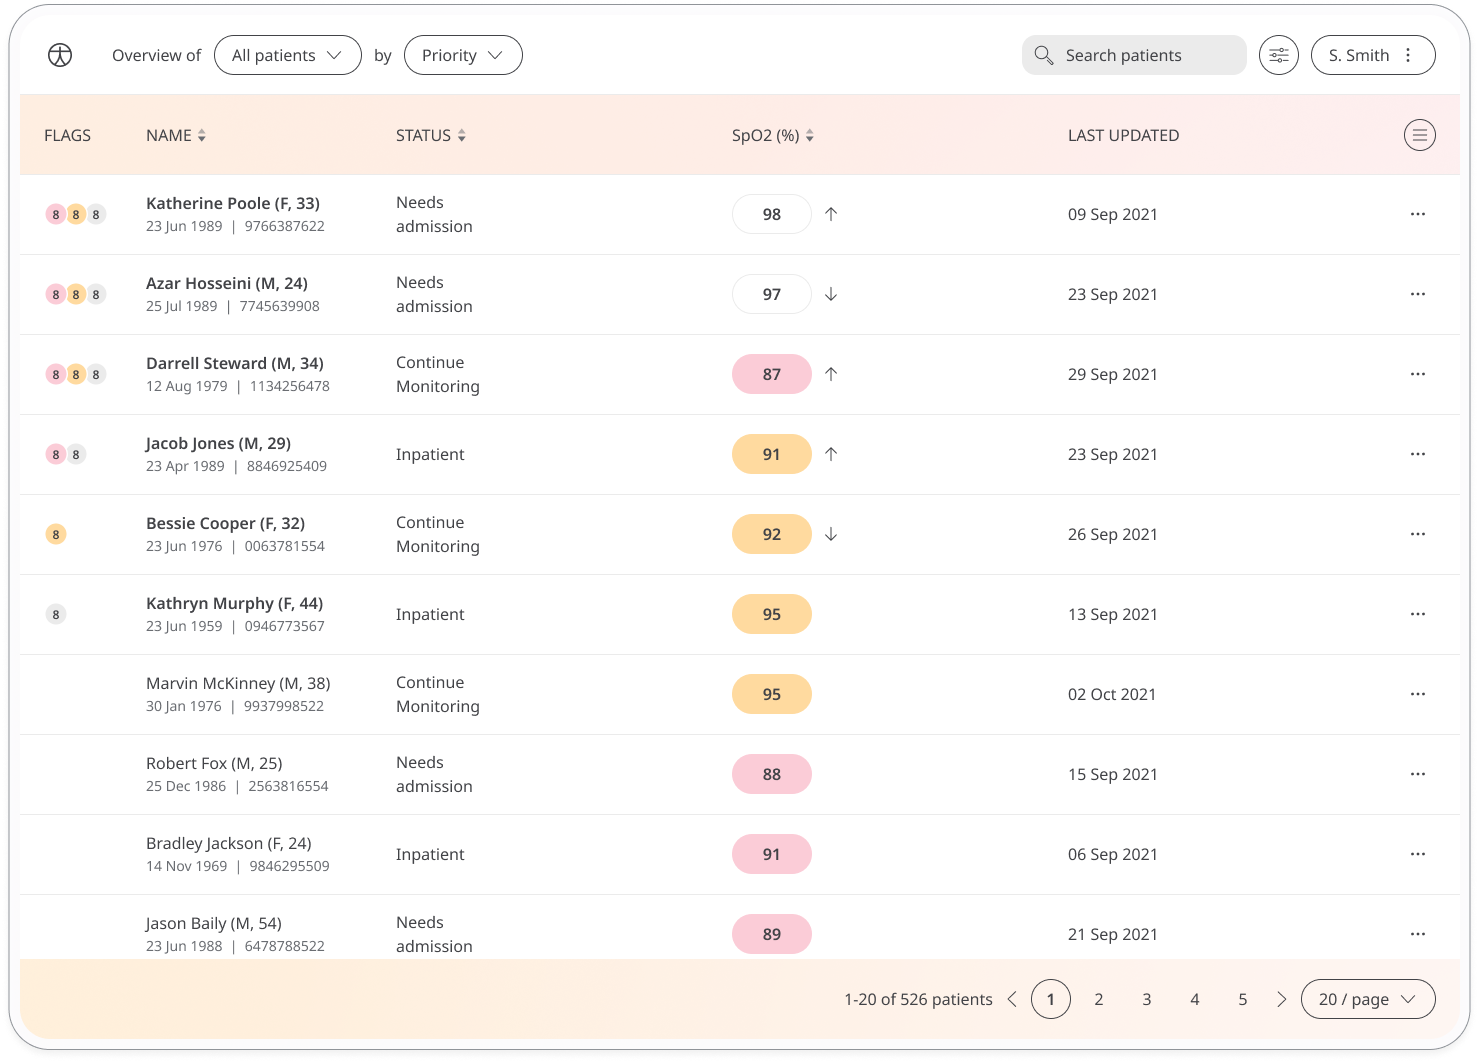 Overview of All patients by Priority Search patients S. Smith
FLAGS NAME STATUS SpO2 (%) LAST UPDATED
8 8 8 Katherine Poole (F, 33) Needs admission 98 09 Sep 2021
23 Jun 1989 | 9766387622
8 8 8 Azar Hosseini (M, 24) Needs admission 97 23 Sep 2021
25 Jul 1989 | 7745639908
8 8 8 Darrell Steward (M, 34) Continue Monitoring 87 29 Sep 2021
12 Aug 1979 | 1134256478
8 8 Jacob Jones (M, 29) Inpatient 91 23 Sep 2021
23 Apr 1989 | 8846925409
8 Bessie Cooper (F, 32) Continue Monitoring 92 26 Sep 2021
23 Jun 1976 | 0063781554
8 Kathryn Murphy (F, 44) Inpatient 95 13 Sep 2021
23 Jun 1959 | 0946773567
Marvin McKinney (M, 38) Continue Monitoring 95 02 Oct 2021
30 Jan 1976 | 9937998522
Robert Fox (M, 25) Needs admission 88 15 Sep 2021
25 Dec 1986 | 2563816554
Bradley Jackson (F, 24) Inpatient 91 06 Sep 2021
14 Nov 1969 | 9846295509
Jason Baily (M, 54) Needs admission 89 21 Sep 2021
23 Jun 1988 | 6478788522
1-20 of 526 patients 1 2 3 4 5 20 / page